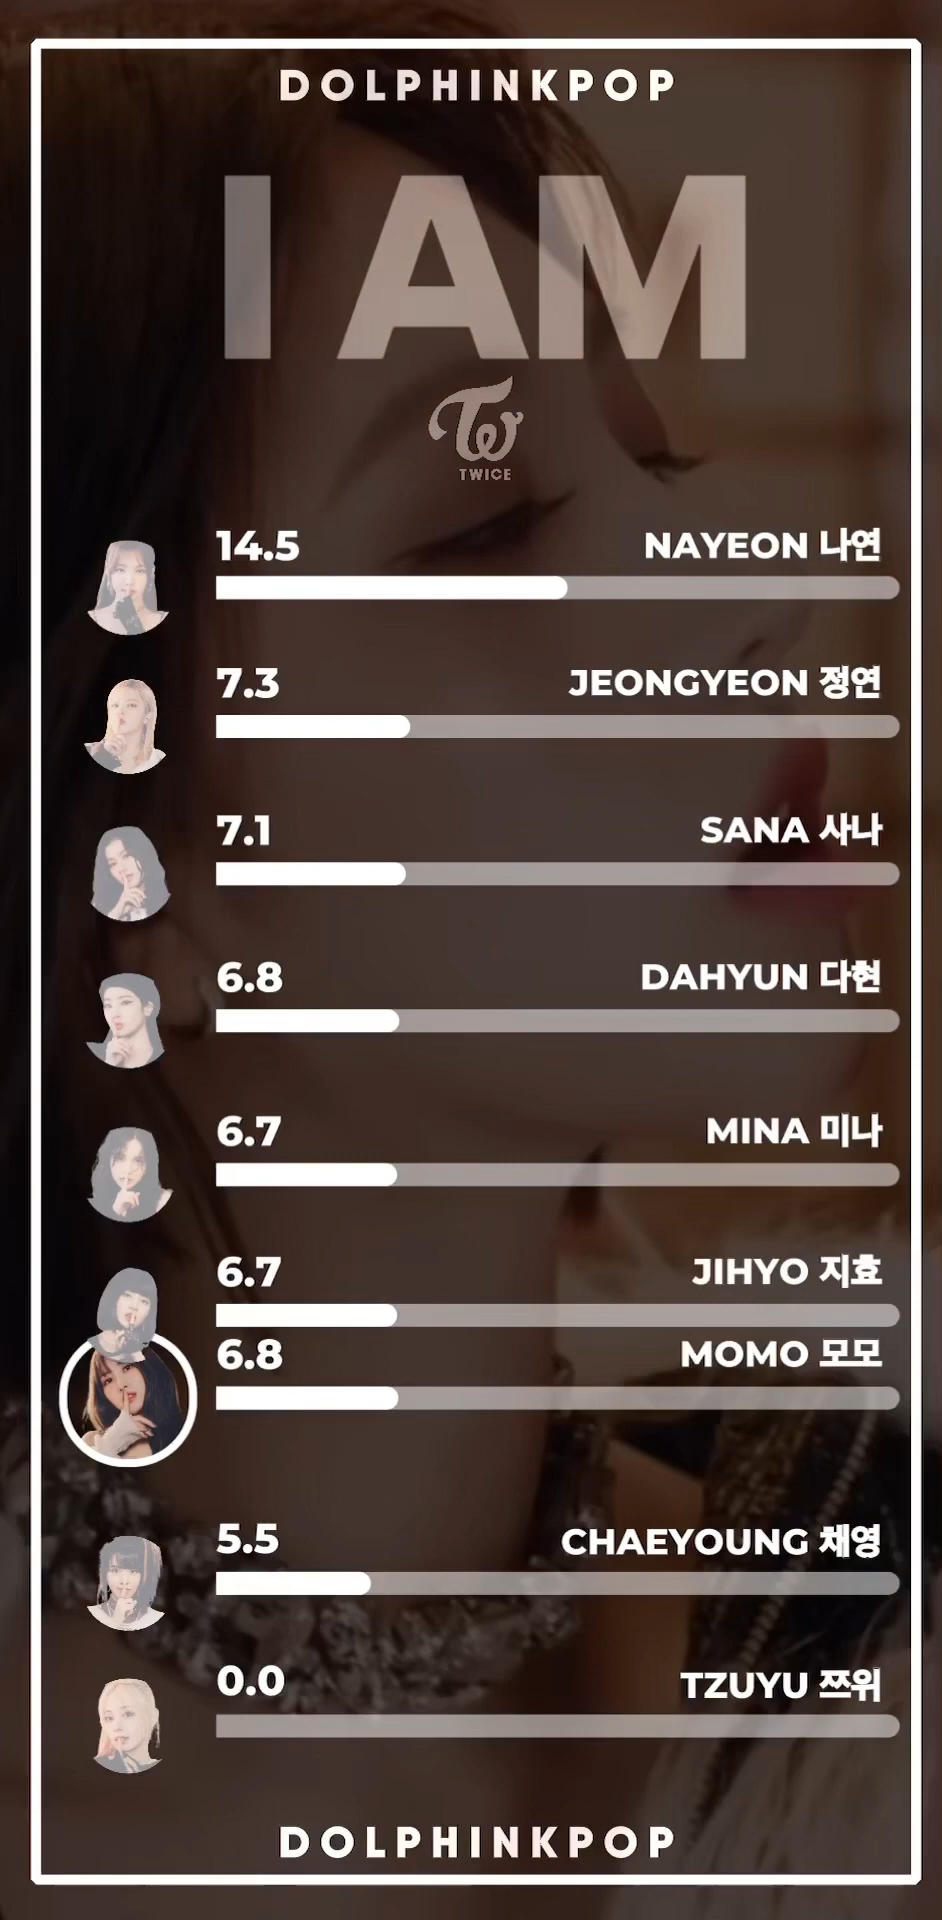 DOLPHINKPOP
I AM
TWICE
14.5 NAYEON 나연
7.3 JEONGYEON 정연
7.1 SANA 사나
6.8 DAHYUN 다현
6.7 MINA 미나
6.7 JIHYO 지효
6.8 MOMO 모모
5.5 CHAEYOUNG 채영
0.0 TZUYU 쯔위
DOLPHINKPOP